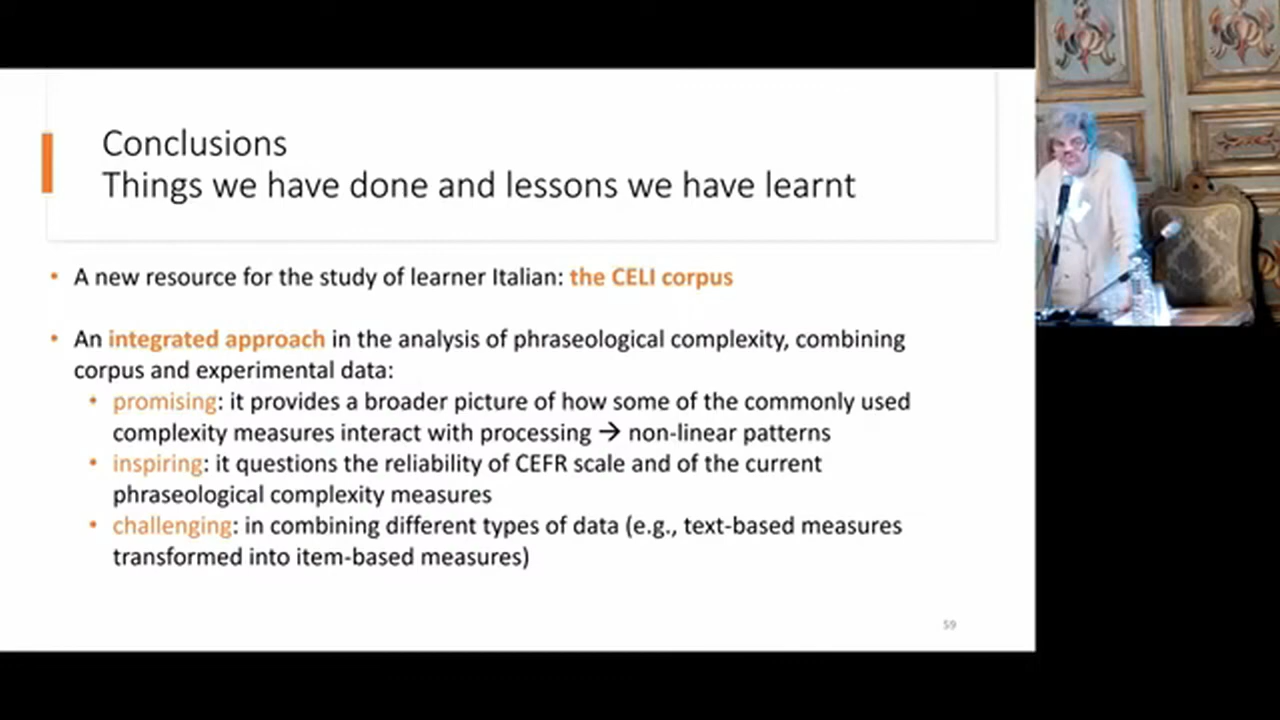 Conclusions
Things we have done and lessons we have learnt
• A new resource for the study of learner Italian: the CELI corpus
• An integrated approach in the analysis of phraseological complexity, combining
corpus and experimental data:
• promising: it provides a broader picture of how some of the commonly used
complexity measures interact with processing → non-linear patterns
• inspiring: it questions the reliability of CEFR scale and of the current
phraseological complexity measures
• challenging: in combining different types of data (e.g., text-based measures
transformed into item-based measures)
59